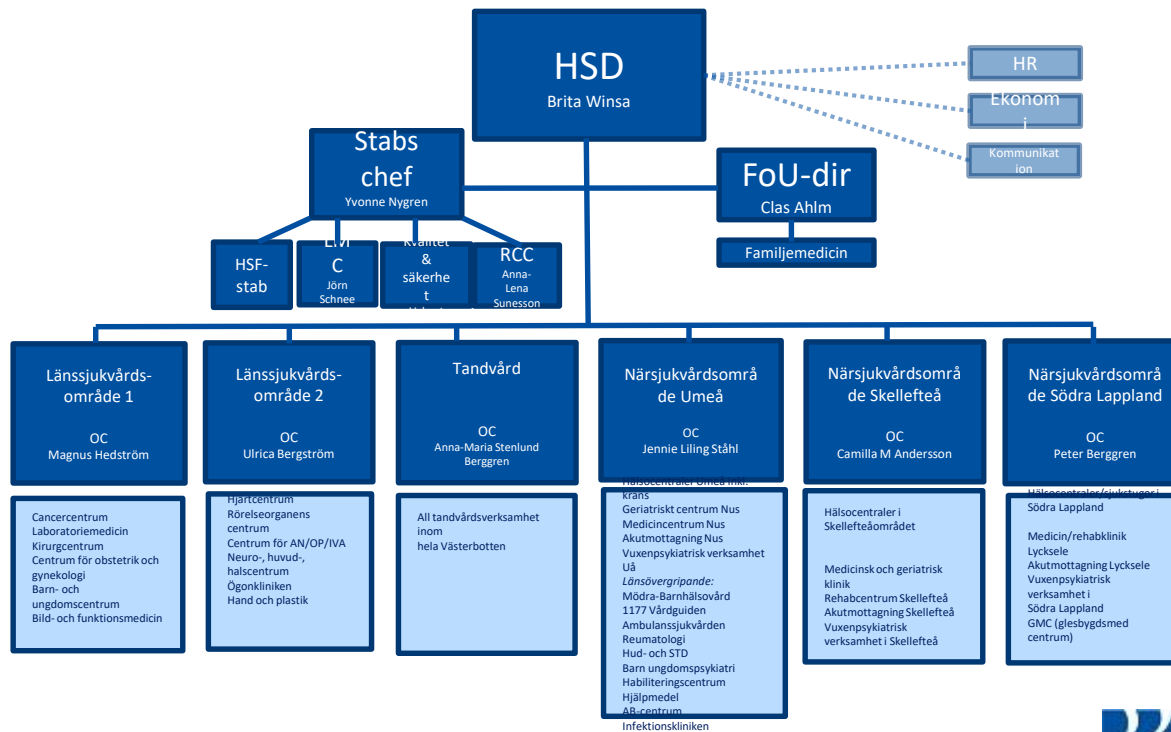 HSD
Brita Winsa
HR
Ekonom
i
Kommunikat
ion
Stabs
chef
Yvonne Nygren
FoU-dir
Clas Ahlm
Familjemedicin
HSF-
stab
C
Jörn
Schnee
Kvalitet
&
säkerhe
t
RCC
Anna-
Lena
Sunesson
Länssjukvårds-
område 1
OC
Magnus Hedström
Länssjukvårds-
område 2
OC
Ulrica Bergström
Tandvård
OC
Anna-Maria Stenlund
Berggren
Närsjukvårdsområ
de Umeå
OC
Jennie Liling Ståhl
Närsjukvårdsområ
de Skellefteå
OC
Camilla M Andersson
Närsjukvårdsområ
de Södra Lappland
OC
Peter Berggren
Cancercentrum
Laboratoriemedicin
Kirurgcentrum
Centrum för obstetrik och
gynekologi
Barn- och
ungdomscentrum
Bild- och funktionsmedicin
Hjärtcentrum
Rörelseorganens
centrum
Centrum för AN/OP/IVA
Neuro-, huvud-,
halscentrum
Ögonkliniken
Hand och plastik
All tandvårdsverksamhet
inom
hela Västerbotten
Hälsocentraler Umeå inkl.
krans
Geriatriskt centrum Nus
Medicincentrum Nus
Akutmottagning Nus
Vuxenpsykiatrisk verksamhet
Uå
Länsövergripande:
Mödra-Barnhälsovård
1177 Vårdguiden
Ambulanssjukvården
Reumatologi
Hud- och STD
Barn ungdomspsykiatri
Habiliteringscentrum
Hjälpmedel
AB-centrum
Infektionskliniken
Hälsocentraler i
Skellefteåområdet
Medicinsk och geriatrisk
klinik
Rehabcentrum Skellefteå
Akutmottagning Skellefteå
Vuxenpsykiatrisk
verksamhet i Skellefteå
Hälsocentraler/sjukstugor i
Södra Lappland
Medicin/rehabklinik
Lycksele
Akutmottagning Lycksele
Vuxenpsykiatrisk
verksamhet i
Södra Lappland
GMC (glesbygdsmed
centrum)